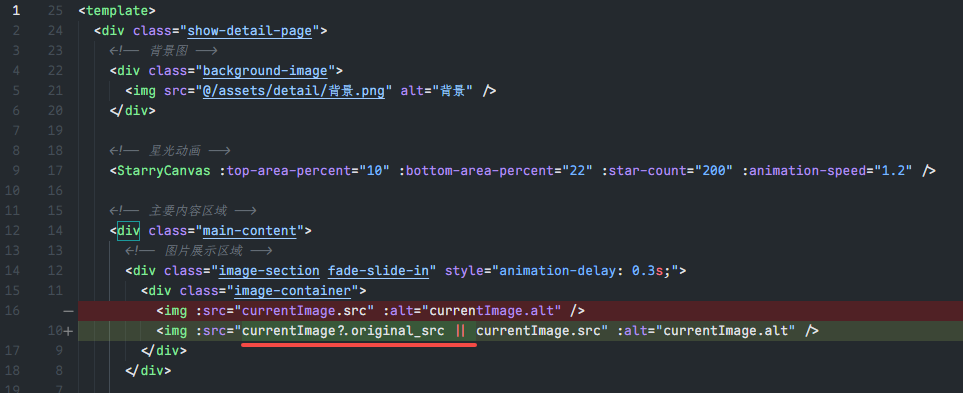 1 25 <template>
2 24 <div class="show-detail-page">
3 23 <!-- 背景图 -->
4 22 <div class="background-image">
5 21 <img src="@/assets/detail/背景.png" alt="背景" />
6 20 </div>
7 19
8 18 <!-- 星光动画 -->
9 17 <StarryCanvas :top-area-percent="10" :bottom-area-percent="22" :star-count="200" :animation-speed="1.2" />
10 16
11 15 <!-- 主要内容区域 -->
12 14 <div class="main-content">
13 13 <!-- 图片展示区域 -->
14 12 <div class="image-section fade-slide-in" style="animation-delay: 0.3s;">
15 11 <div class="image-container">
16 − <img :src="currentImage.src" :alt="currentImage.alt" />
10+ <img :src="currentImage?.original_src || currentImage.src" :alt="currentImage.alt" />
17 9 </div>
18 8 </div>
19 7